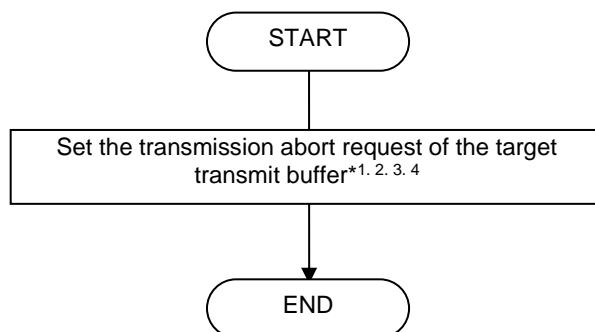 START
Set the transmission abort request of the target
transmit buffer*1. 2. 3. 4
END